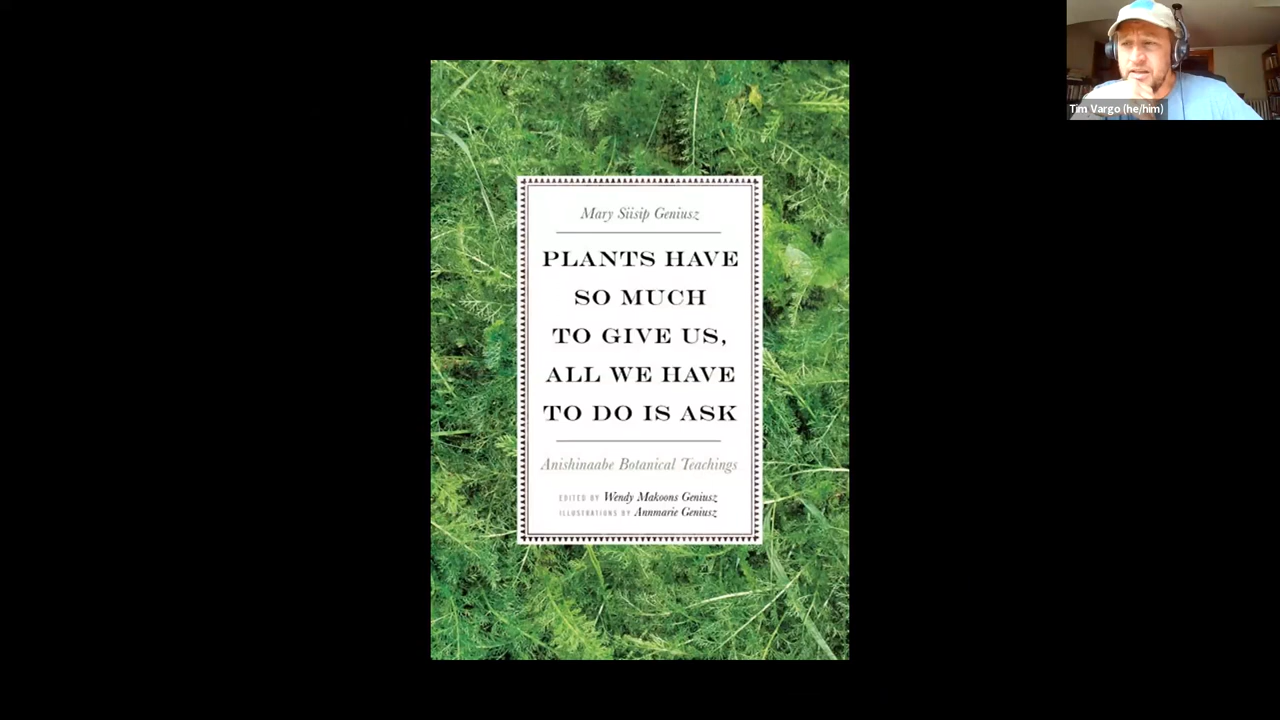 Mary Siisip Geniusz
PLANTS HAVE
SO MUCH
TO GIVE US,
ALL WE HAVE
TO DO IS ASK
Anishinaabe Botanical Teachings
EDITED BY Wendy Makoons Geniusz
ILLUSTRATIONS BY Annmarie Geniusz
Tim Vargo (he/him)